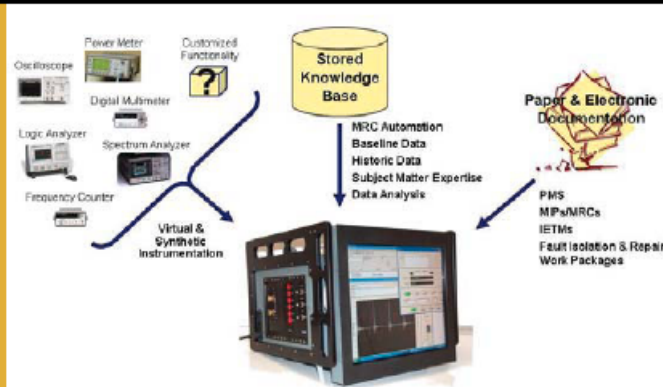 Power Meter
Customized
Functionality
Oscilloscope
?
Digital Multimeter
Logic Analyzer
Spectrum Analyzer
Frequency Counter
Virtual &
Synthetic
Instrumentation
Stored
Knowledge
Base
MRC Automation
Baseline Data
Historic Data
Subject Matter Expertise
Data Analysis
Paper & Electronic
Documentation
PMS
MIPs/MRCs
IETMs
Fault Isolation & Repair
Work Packages